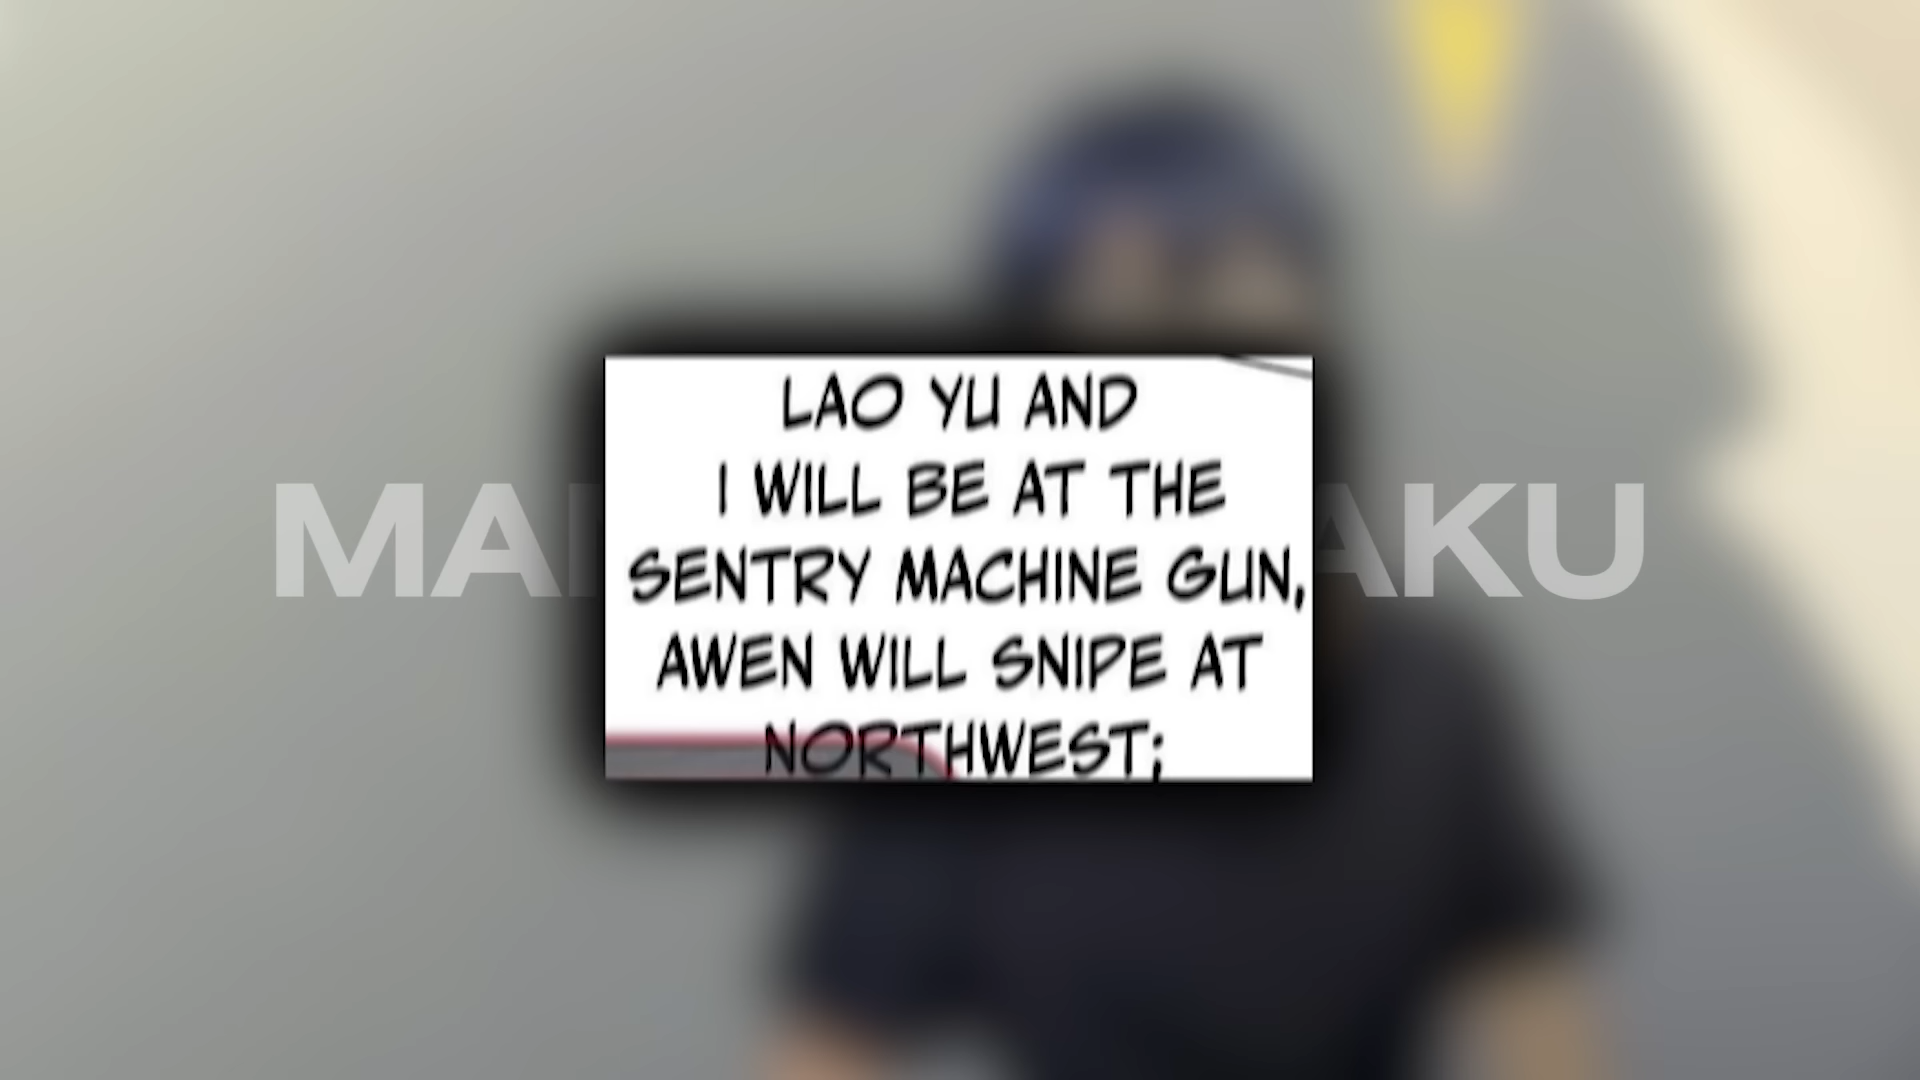 LAO YU AND
I WILL BE AT THE
SENTRY MACHINE GUN,
AWEN WILL SNIPE AT
NORTHWEST;